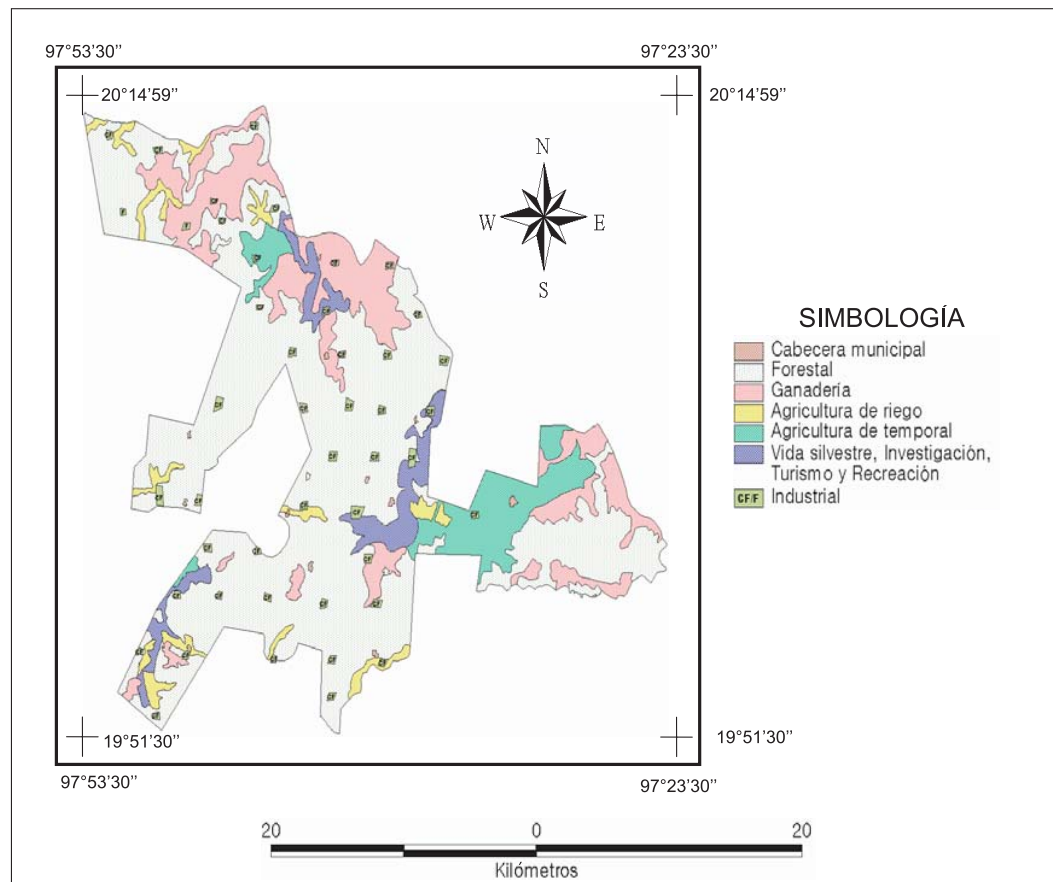 97°53'30’’ 97°23'30’’
20°14'59’’ 20°14'59’’
N
W E
S
SIMBOLOGÍA
Cabecera municipal
Forestal
Ganadería
Agricultura de riego
Agricultura de temporal
Vida silvestre, Investigación,
Turismo y Recreación
CF/F Industrial
19°51'30’’ 19°51'30’’
97°53'30’’ 97°23'30’’
20 0 20
Kilómetros